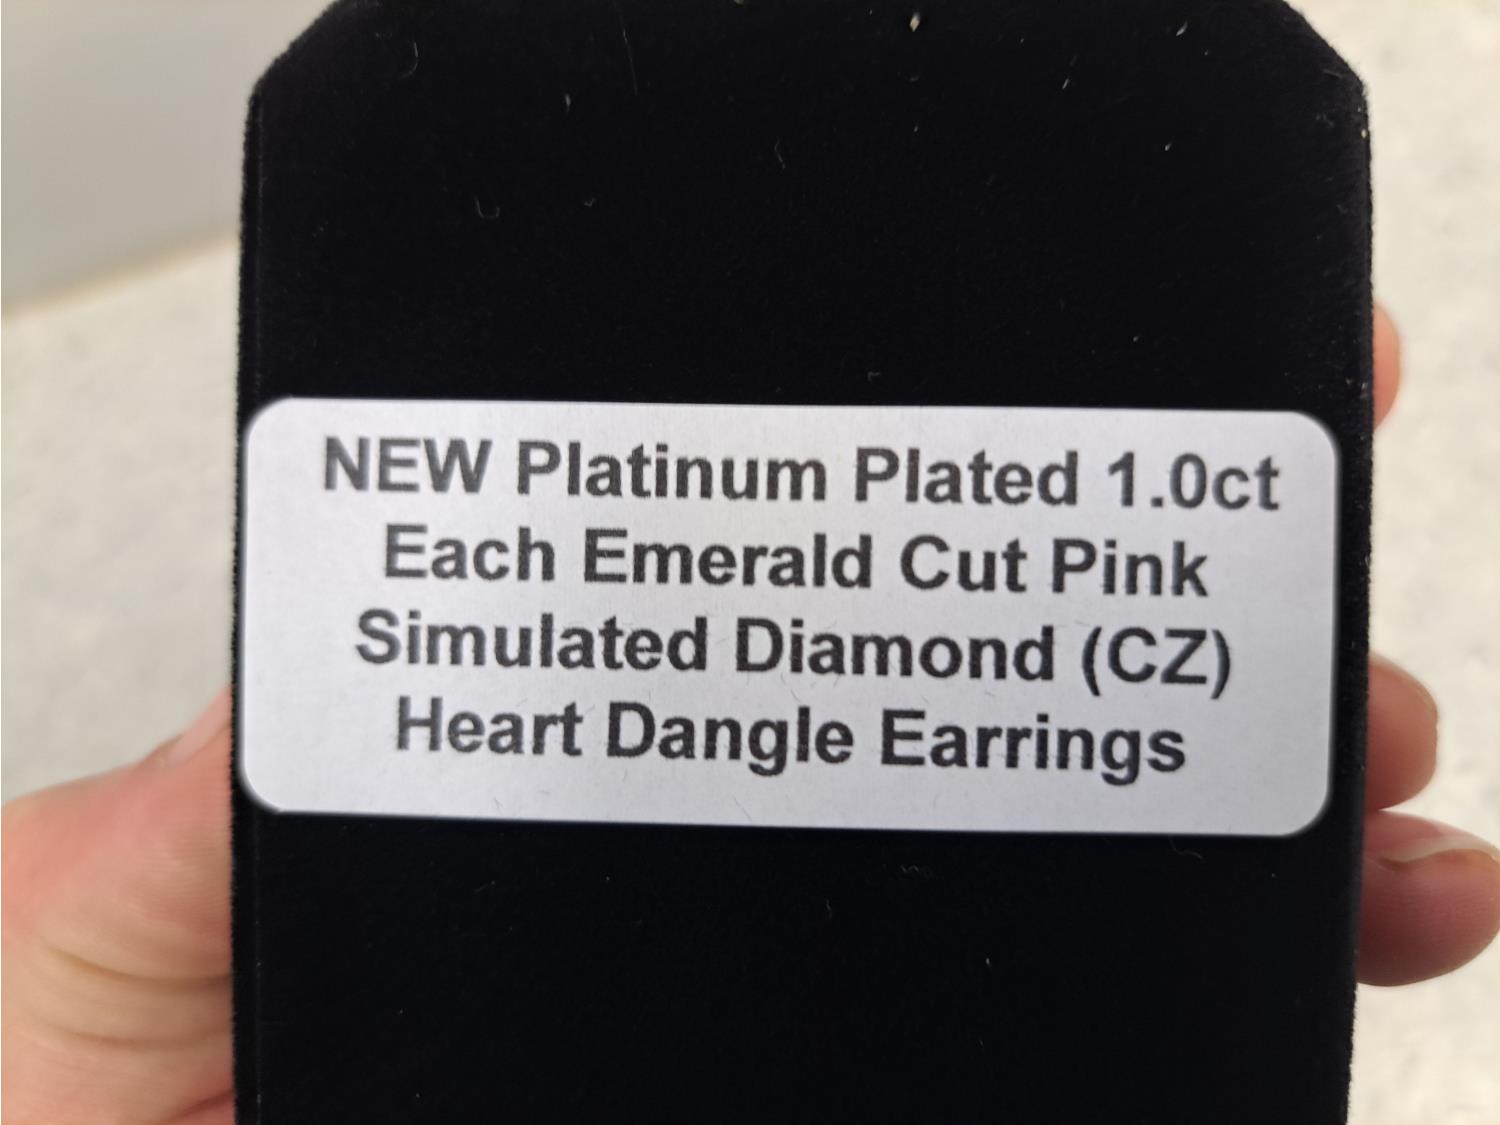 NEW Platinum Plated 1.0ct
Each Emerald Cut Pink
Simulated Diamond (CZ)
Heart Dangle Earrings